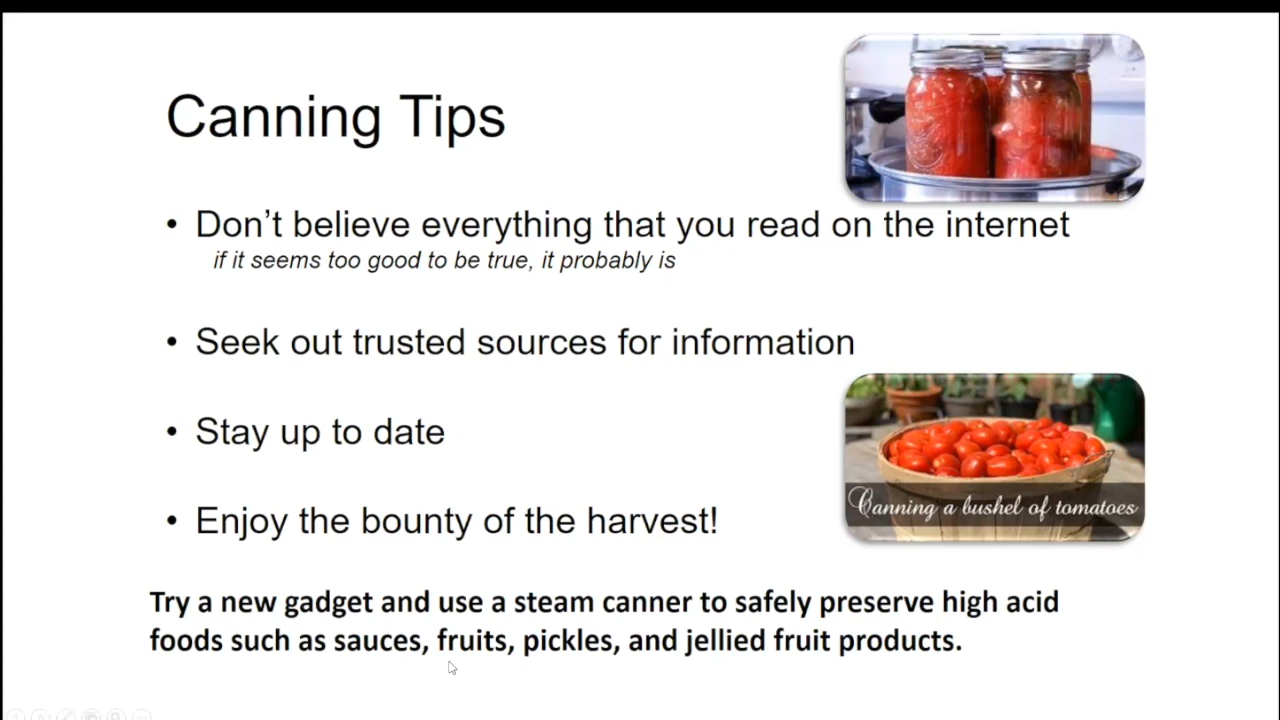 Canning Tips
• Don’t believe everything that you read on the internet
if it seems too good to be true, it probably is
• Seek out trusted sources for information
• Stay up to date
Canning a bushel of tomatoes
• Enjoy the bounty of the harvest!
Try a new gadget and use a steam canner to safely preserve high acid
foods such as sauces, fruits, pickles, and jellied fruit products.